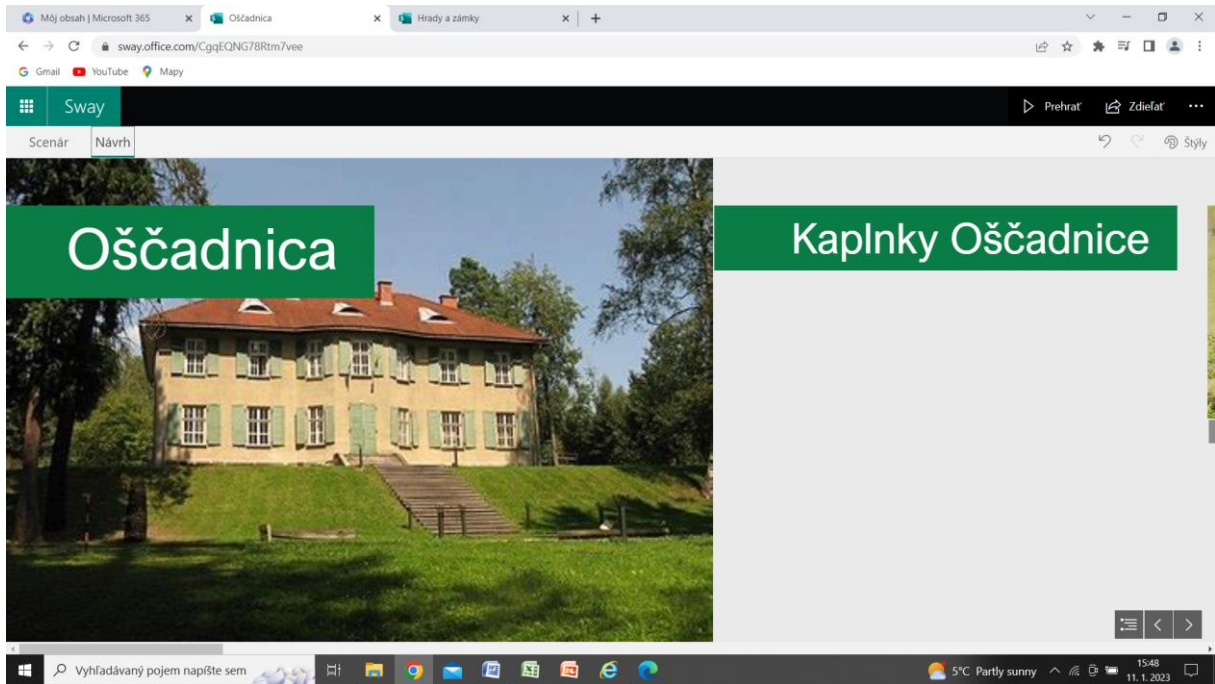 Môj obsah | Microsoft 365
Oščadnica
Hrady a zámky
sway.office.com/CgqEQNG78Rtm7vee
Gmail YouTube Mapy
Sway
Prehrať Zdieľať
Scenár Návrh
Štýly
Oščadnica
Kaplnky Oščadnice
Vyhľadávaný pojem napíšte sem
5°C Partly sunny
15:48
11. 1. 2023